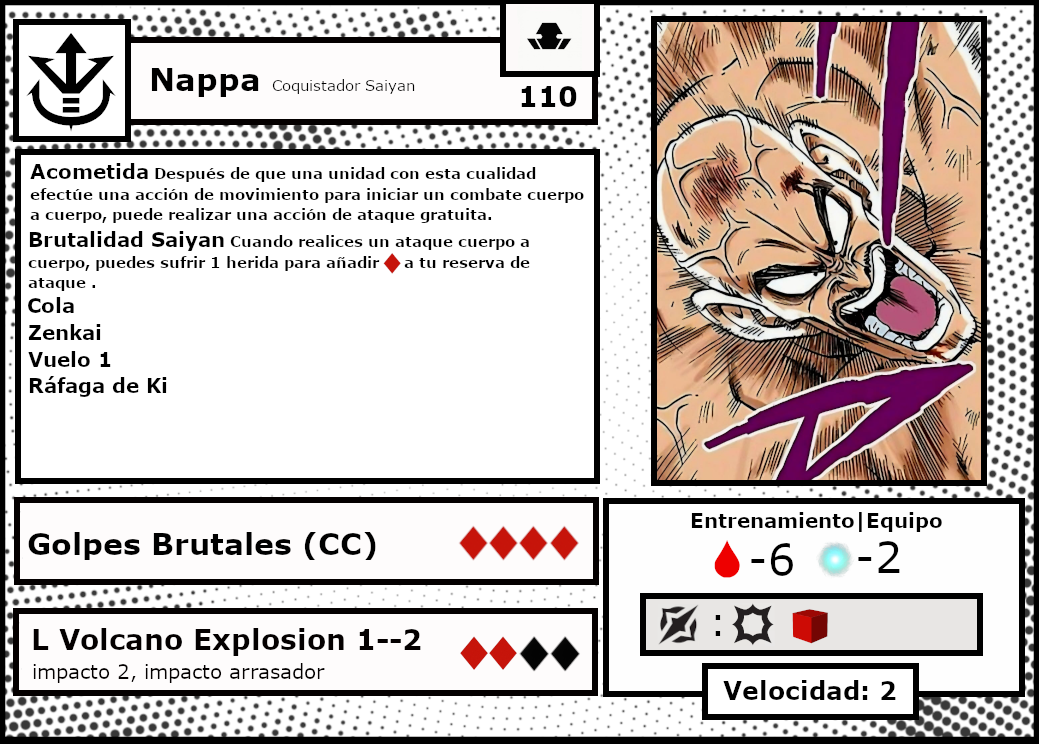 Nappa Coquistador Saiyan
110
Acometida Después de que una unidad con esta cualidad
efectúe una acción de movimiento para iniciar un combate cuerpo
a cuerpo, puede realizar una acción de ataque gratuita.
Brutalidad Saiyan Cuando realices un ataque cuerpo a
cuerpo, puedes sufrir 1 herida para añadir a tu reserva de
ataque .
Cola
Zenkai
Vuelo 1
Ráfaga de Ki
Golpes Brutales (CC)
L Volcano Explosion 1--2
impacto 2, impacto arrasador
Entrenamiento|Equipo
-6 -2
:
Velocidad: 2